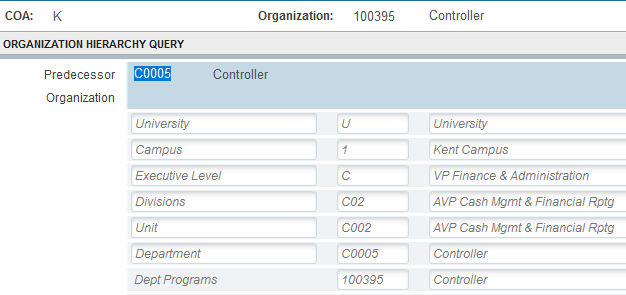 COA: K Organization: 100395 Controller
ORGANIZATION HIERARCHY QUERY
Predecessor C0005 Controller
Organization
University U University
Campus 1 Kent Campus
Executive Level C VP Finance & Administration
Divisions C02 AVP Cash Mgmt & Financial Rptg
Unit C002 AVP Cash Mgmt & Financial Rptg
Department C0005 Controller
Dept Programs 100395 Controller